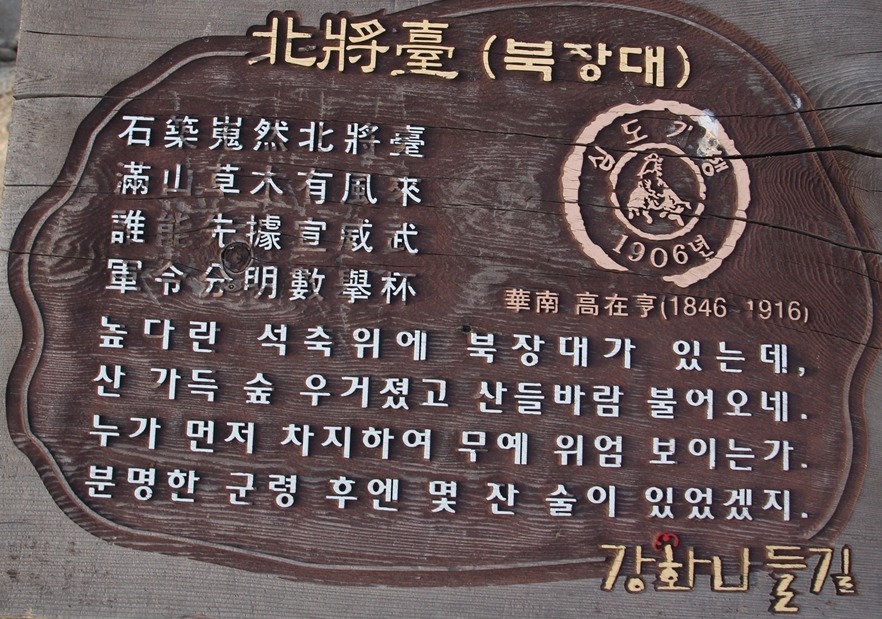 北將臺 (북장대)
石築嵬然北將臺
滿山草木有風來
誰能先據宣威武
軍令分明數擧杯
심도기행
1906년
華南 高在亨(1846-1916)
높다란 석축위에 북장대가 있는데,
산 가득 숲 우거졌고 산들바람 불어오네.
누가 먼저 차지하여 무예 위엄 보이는가.
분명한 군령 후엔 몇 잔 술이 있었겠지.
강화나들길